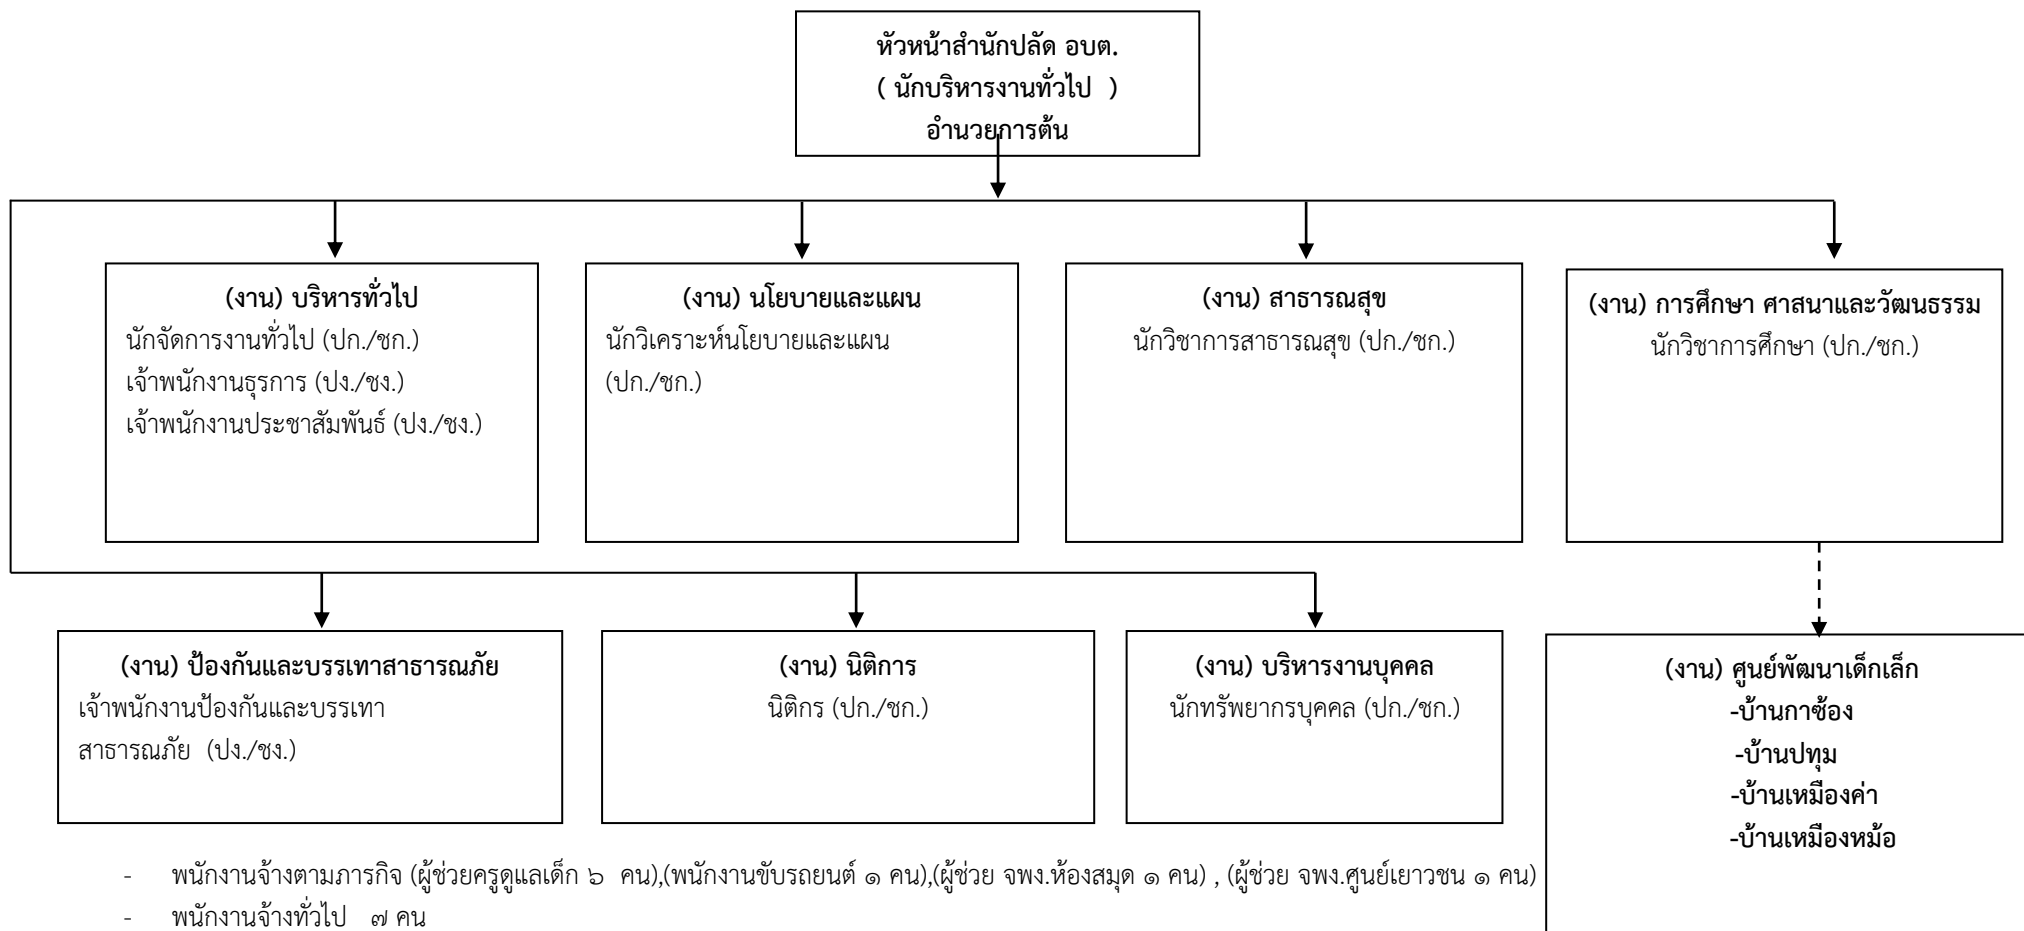 หัวหน้าสำนักปลัด อบต.
( นักบริหารงานทั่วไป )
อำนวยการต้น
(งาน) บริหารทั่วไป
นักจัดการงานทั่วไป (ปก./ชก.)
เจ้าพนักงานธุรการ (ปง./ชง.)
เจ้าพนักงานประชาสัมพันธ์ (ปง./ชง.)
(งาน) นโยบายและแผน
นักวิเคราะห์นโยบายและแผน
(ปก./ชก.)
(งาน) สาธารณสุข
นักวิชาการสาธารณสุข (ปก./ชก.)
(งาน) การศึกษา ศาสนาและวัฒนธรรม
นักวิชาการศึกษา (ปก./ชก.)
(งาน) ป้องกันและบรรเทาสาธารณภัย
เจ้าพนักงานป้องกันและบรรเทา
สาธารณภัย (ปง./ชง.)
(งาน) นิติการ
นิติกร (ปก./ชก.)
(งาน) บริหารงานบุคคล
นักทรัพยากรบุคคล (ปก./ชก.)
(งาน) ศูนย์พัฒนาเด็กเล็ก
-บ้านกาซ้อง
-บ้านปทุม
-บ้านเหมืองค่า
-บ้านเหมืองหม้อ
- พนักงานจ้างตามภารกิจ (ผู้ช่วยครูดูแลเด็ก ๖ คน),(พนักงานขับรถยนต์ ๑ คน),(ผู้ช่วย จพง.ห้องสมุด ๑ คน) , (ผู้ช่วย จพง.ศูนย์เยาวชน ๑ คน)
- พนักงานจ้างทั่วไป ๗ คน